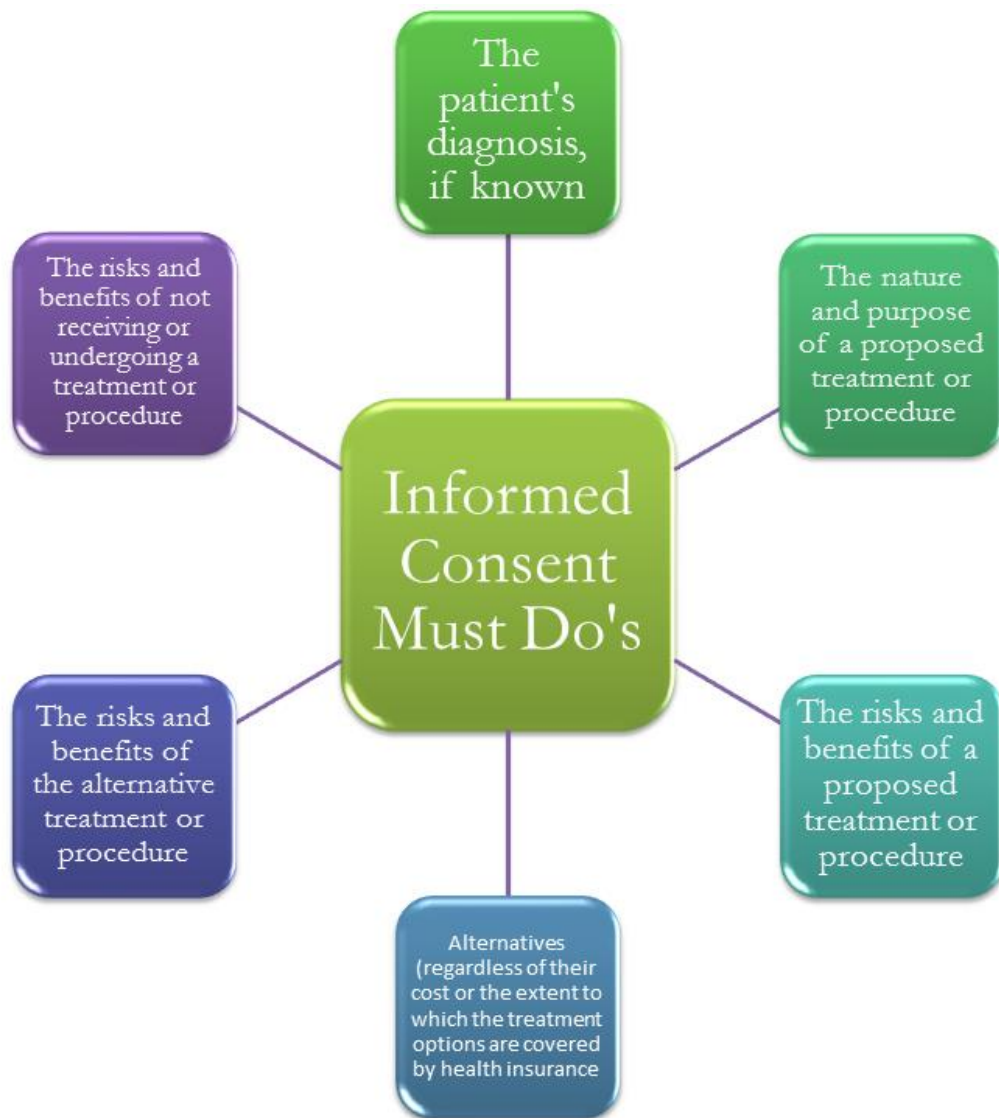 The
patient's
diagnosis,
if known
The nature
and purpose
of a proposed
treatment or
procedure
The risks and
benefits of a
proposed
treatment or
procedure
Alternatives
(regardless of their
cost or the extent to
which the treatment
options are covered
by health insurance
The risks and
benefits of
the alternative
treatment or
procedure
The risks and
benefits of not
receiving or
undergoing a
treatment or
procedure
Informed
Consent
Must Do's